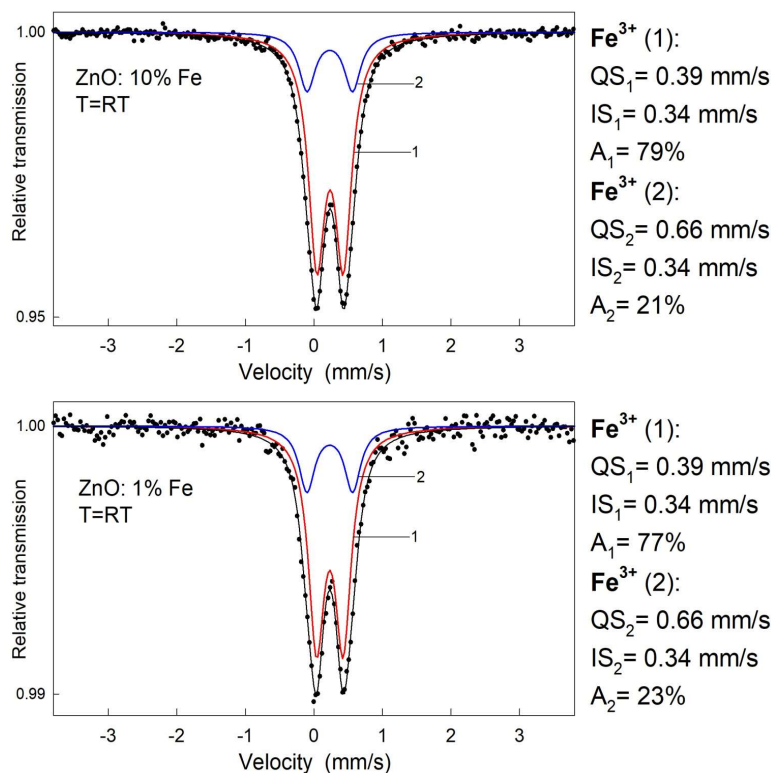 1.00
0.95
Relative transmission
ZnO: 10% Fe
T=RT
2
1
-3 -2 -1 0 1 2 3
Velocity (mm/s)
Fe³⁺ (1):
QS₁= 0.39 mm/s
IS₁= 0.34 mm/s
A₁= 79%
Fe³⁺ (2):
QS₂= 0.66 mm/s
IS₂= 0.34 mm/s
A₂= 21%
1.00
0.99
Relative transmission
ZnO: 1% Fe
T=RT
2
1
-3 -2 -1 0 1 2 3
Velocity (mm/s)
Fe³⁺ (1):
QS₁= 0.39 mm/s
IS₁= 0.34 mm/s
A₁= 77%
Fe³⁺ (2):
QS₂= 0.66 mm/s
IS₂= 0.34 mm/s
A₂= 23%